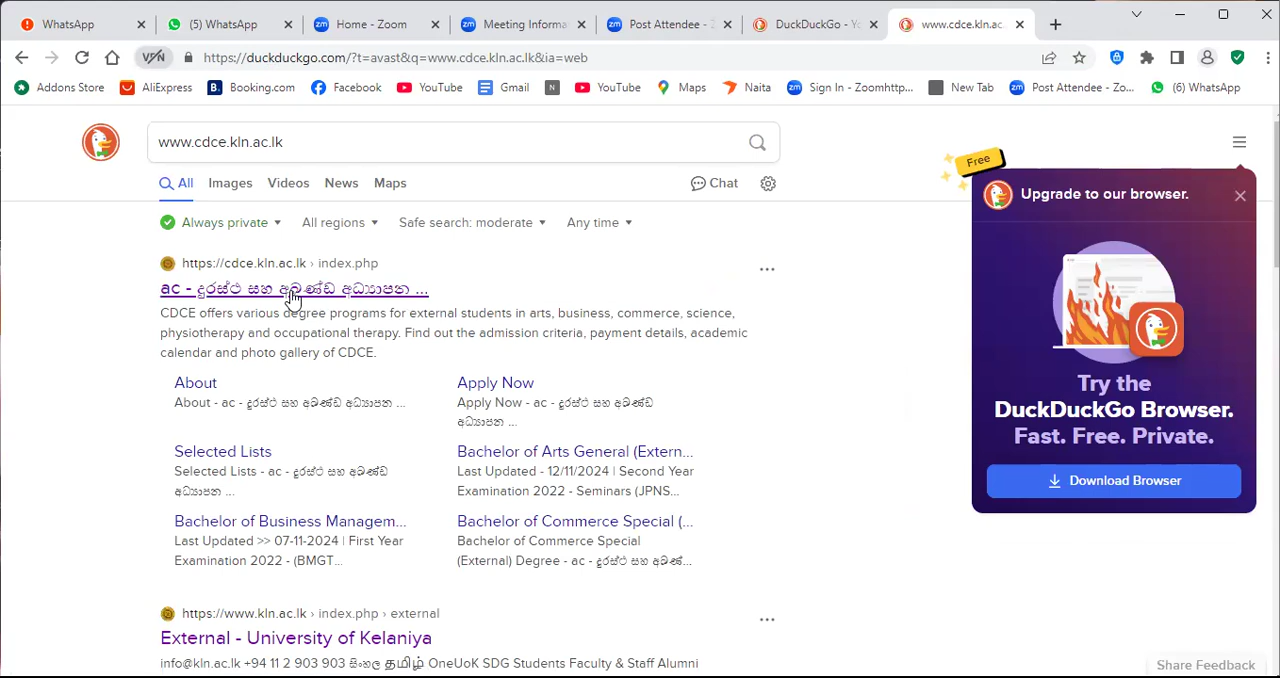 WhatsApp
(5) WhatsApp
Home - Zoom
Meeting Informa
Post Attendee - Z
DuckDuckGo - Yo
www.cdce.kln.ac.
VPN
https://duckduckgo.com/?t=avast&q=www.cdce.kln.ac.lk&ia=web
Addons Store
AliExpress
B.
Booking.com
Facebook
YouTube
Gmail
N
YouTube
Maps
Naita
Sign In - Zoomhttp...
New Tab
Post Attendee - Zo...
(6) WhatsApp
www.cdce.kln.ac.lk
All
Images
Videos
News
Maps
Chat
Always private
All regions
Safe search: moderate
Any time
https://cdce.kln.ac.lk › index.php
ac - දුරස්ථ සහ අඛණ්ඩ අධ්‍යාපන ...
CDCE offers various degree programs for external students in arts, business, commerce, science,
physiotherapy and occupational therapy. Find out the admission criteria, payment details, academic
calendar and photo gallery of CDCE.
About
About - ac - දුරස්ථ සහ අඛණ්ඩ අධ්‍යාපන ...
Apply Now
Apply Now - ac - දුරස්ථ සහ අඛණ්ඩ
අධ්‍යාපන ...
Selected Lists
Selected Lists - ac - දුරස්ථ සහ අඛණ්ඩ
අධ්‍යාපන ...
Bachelor of Arts General (Extern...
Last Updated - 12/11/2024 | Second Year
Examination 2022 - Seminars (JPNS...
Bachelor of Business Managem...
Last Updated >> 07-11-2024 | First Year
Examination 2022 - (BMGT...
Bachelor of Commerce Special (...
Bachelor of Commerce Special
(External) Degree - ac - දුරස්ථ සහ අඛණ්...
https://www.kln.ac.lk › index.php › external
External - University of Kelaniya
info@kln.ac.lk +94 11 2 903 903 සිංහල தமிழ் OneUoK SDG Students Faculty & Staff Alumni
Free
Upgrade to our browser.
Try the
DuckDuckGo Browser.
Fast. Free. Private.
Download Browser
Share Feedback